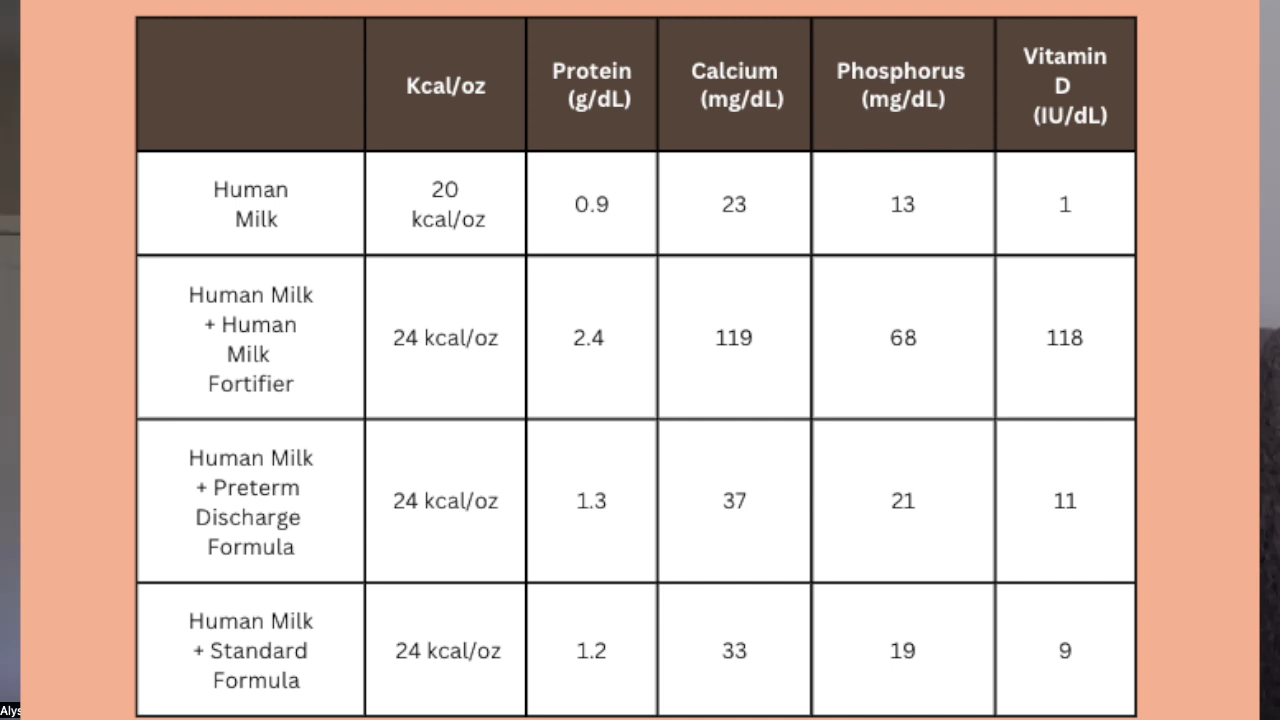 Kcal/oz
Protein
(g/dL)
Calcium
(mg/dL)
Phosphorus
(mg/dL)
Vitamin
D
(IU/dL)
Human
Milk
20
kcal/oz
0.9
23
13
1
Human Milk
+ Human
Milk
Fortifier
24 kcal/oz
2.4
119
68
118
Human Milk
+ Preterm
Discharge
Formula
24 kcal/oz
1.3
37
21
11
Human Milk
+ Standard
Formula
24 kcal/oz
1.2
33
19
9
Alys